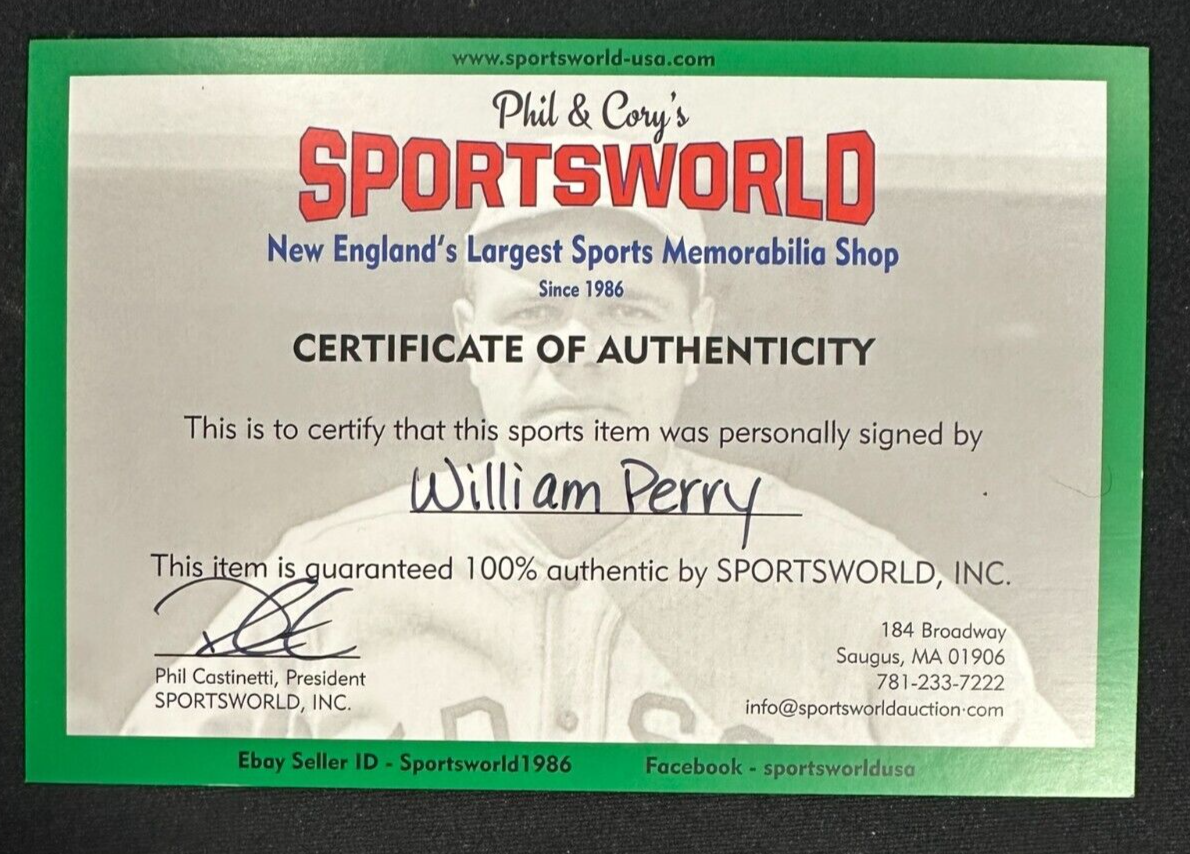 www.sportsworld-usa.com
Phil & Cory's
SPORTSWORLD
New England's Largest Sports Memorabilia Shop
Since 1986
CERTIFICATE OF AUTHENTICITY
This is to certify that this sports item was personally signed by
William Perry
This item is guaranteed 100% authentic by SPORTSWORLD, INC.
Phil Castinetti, President
SPORTSWORLD, INC.
184 Broadway
Saugus, MA 01906
781-233-7222
info@sportsworldauction.com
Ebay Seller ID - Sportsworld1986
Facebook - sportsworldusa